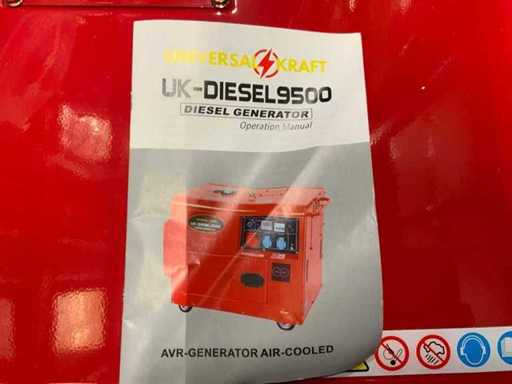 UNIVERSAL KRAFT
UK-DIESEL9500
DIESEL GENERATOR
Operation Manual
AVR-GENERATOR AIR-COOLED